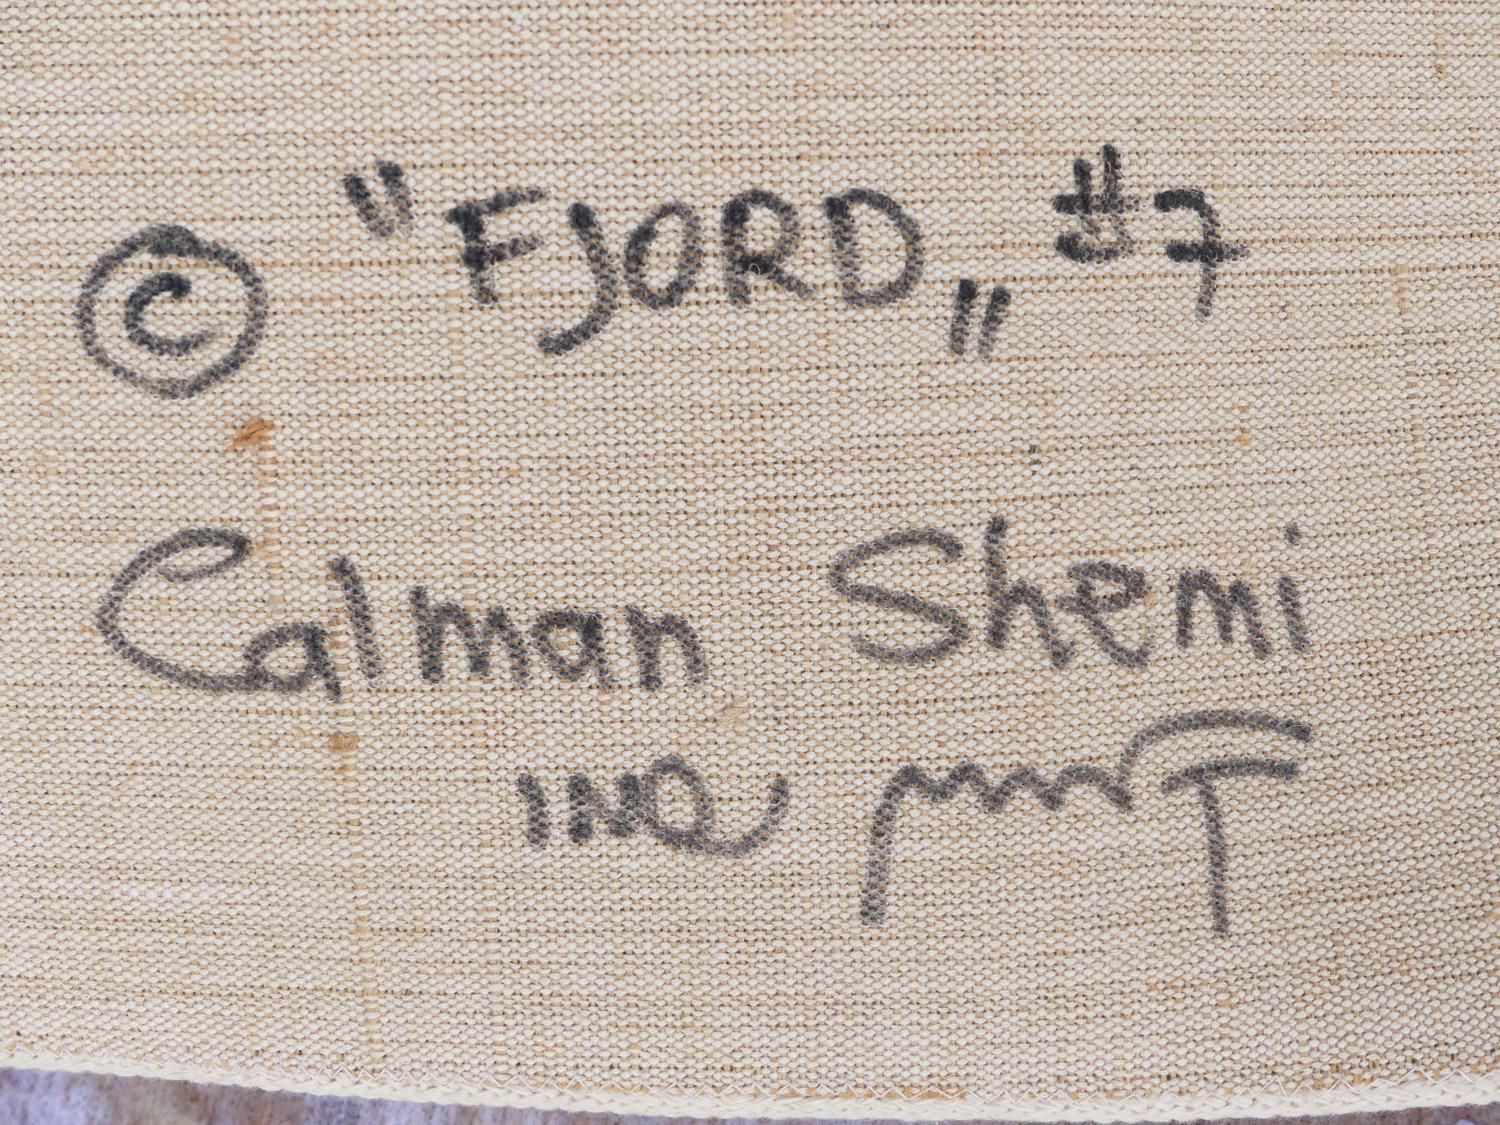 © "FJORD„ #7
Calman Shemi